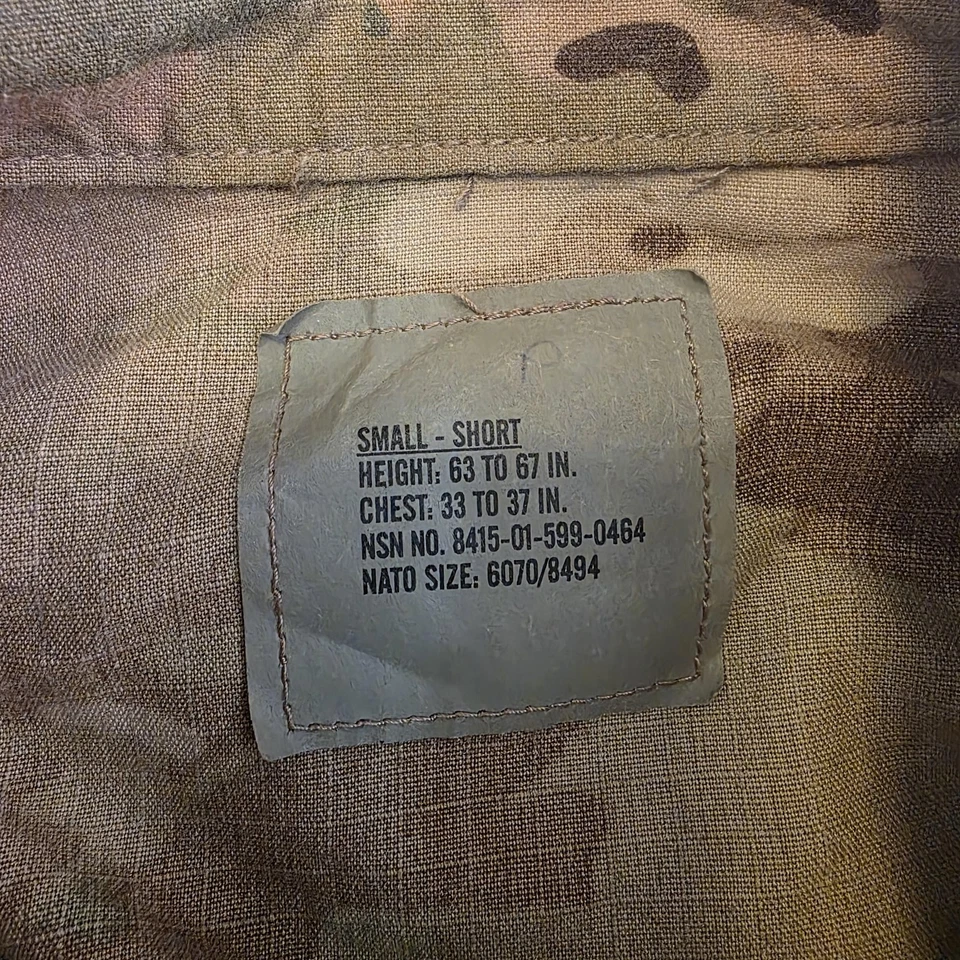 SMALL - SHORT
HEIGHT: 63 TO 67 IN.
CHEST: 33 TO 37 IN.
NSN NO. 8415-01-599-0464
NATO SIZE: 6070/8494